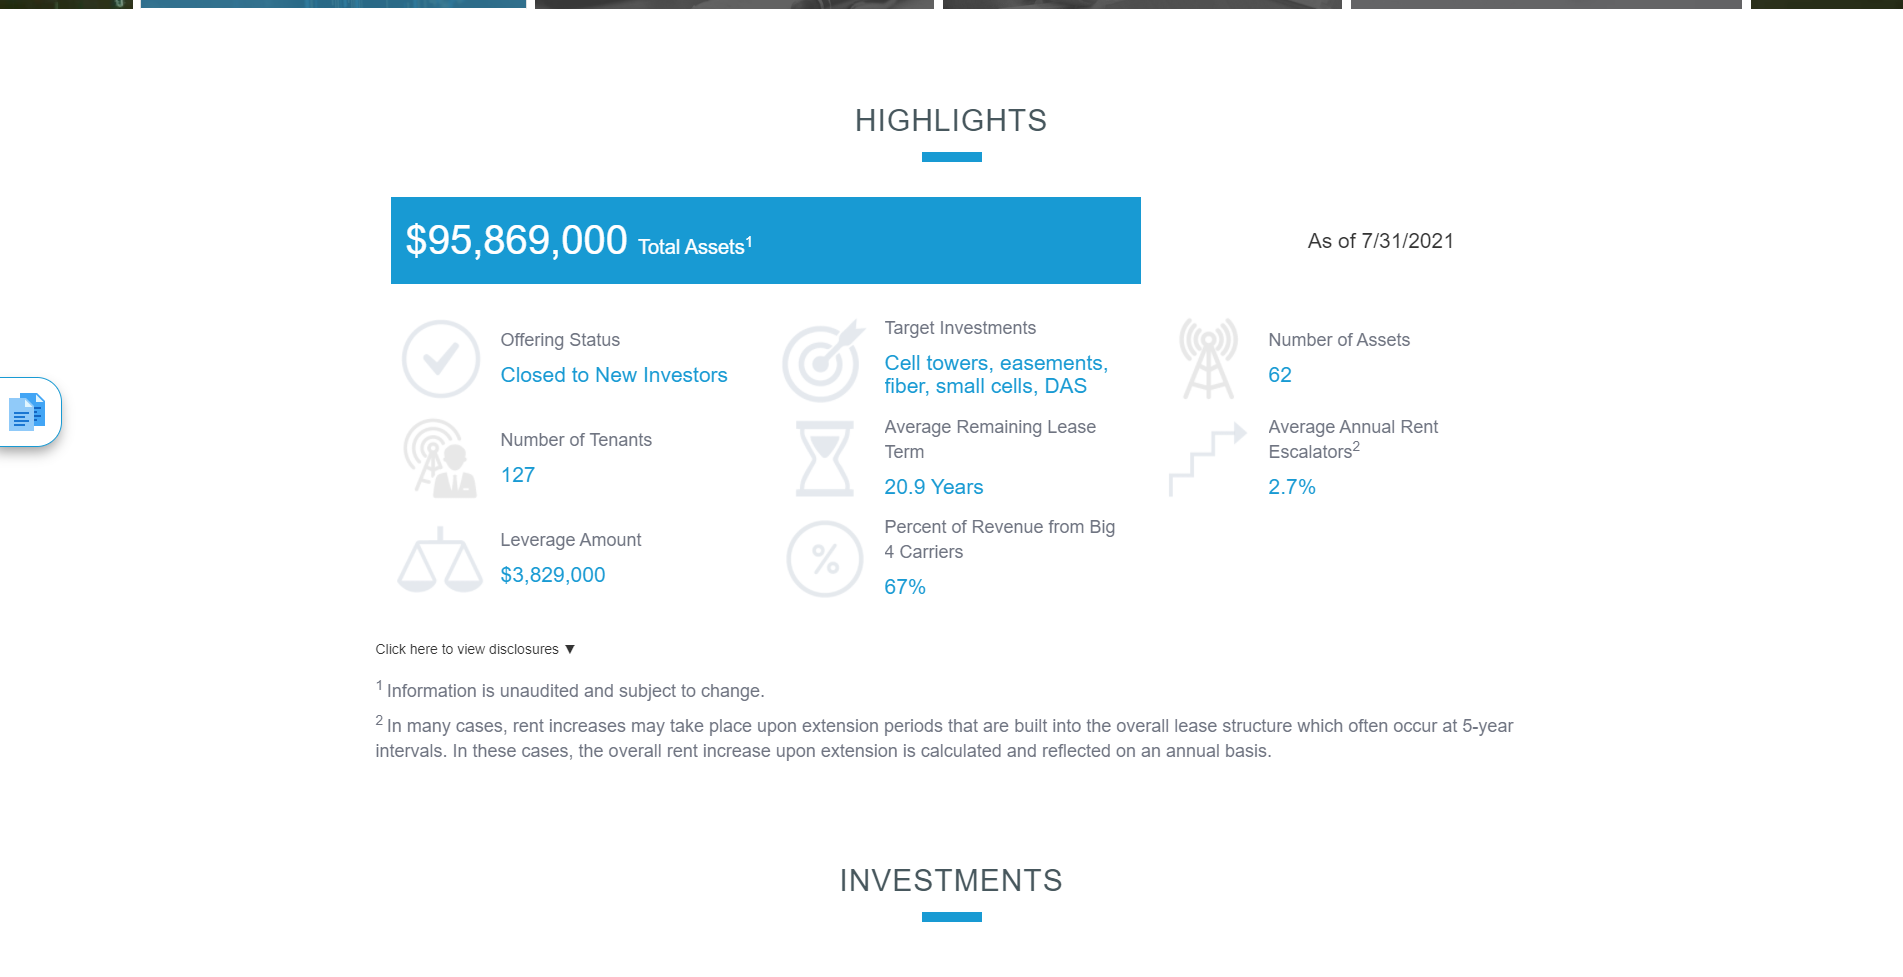 HIGHLIGHTS
$95,869,000 Total Assets1
As of 7/31/2021
Offering Status
Closed to New Investors
Target Investments
Cell towers, easements,
fiber, small cells, DAS
Number of Assets
62
Number of Tenants
127
Average Remaining Lease
Term
20.9 Years
Average Annual Rent
Escalators2
2.7%
Leverage Amount
$3,829,000
Percent of Revenue from Big
4 Carriers
67%
Click here to view disclosures ▼
1 Information is unaudited and subject to change.
2 In many cases, rent increases may take place upon extension periods that are built into the overall lease structure which often occur at 5-year
intervals. In these cases, the overall rent increase upon extension is calculated and reflected on an annual basis.
INVESTMENTS